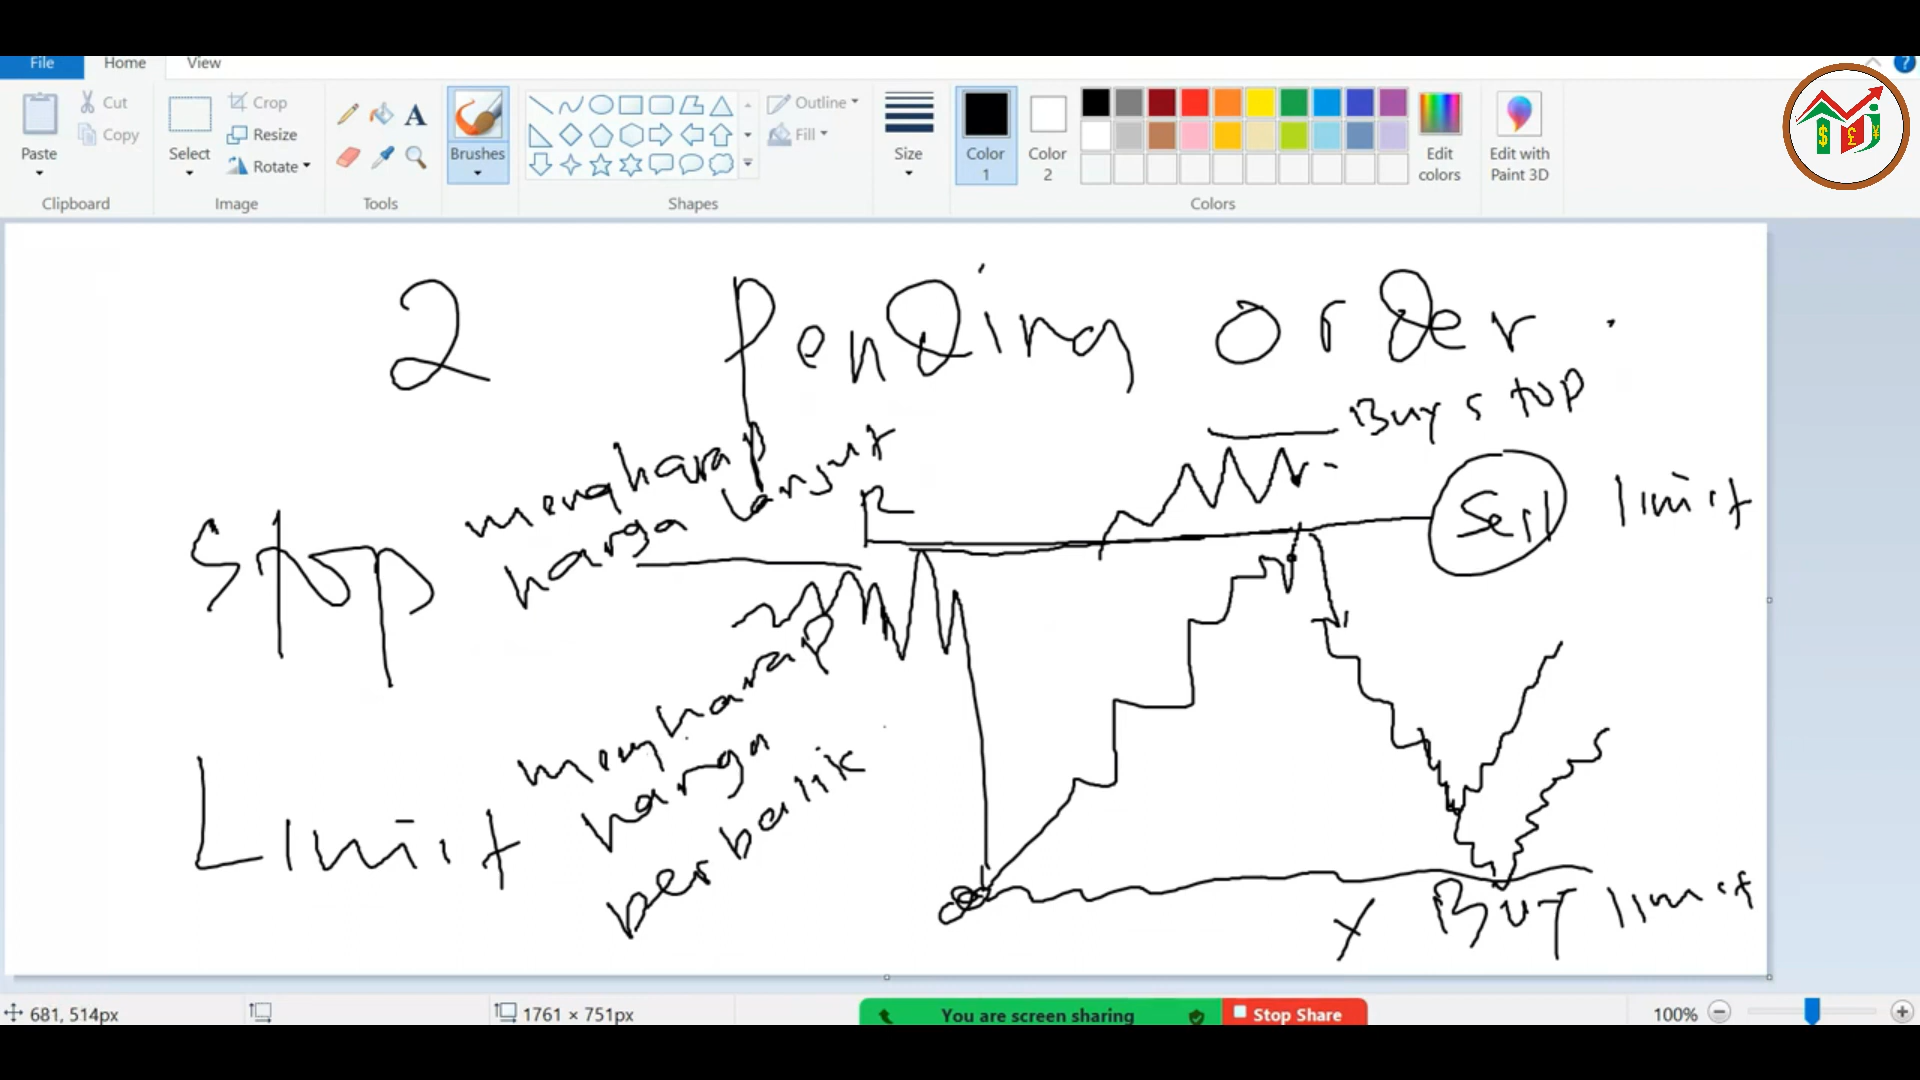 File Home View
Paste
Cut
Copy
Clipboard
Select
Crop
Resize
Rotate
Image
A
Tools
Brushes
Outline
Fill
Shapes
Size
Color 1
Color 2
Edit colors
Edit with Paint 3D
Colors
$ £ ¥
2 Pending order.
Buy stop
Stop
mengharap
harga lanjut
R
Sell limit
Limit
mengharap
harga
berbalik
X BUY limit
681, 514px
1761 × 751px
You are screen sharing
Stop Share
100%